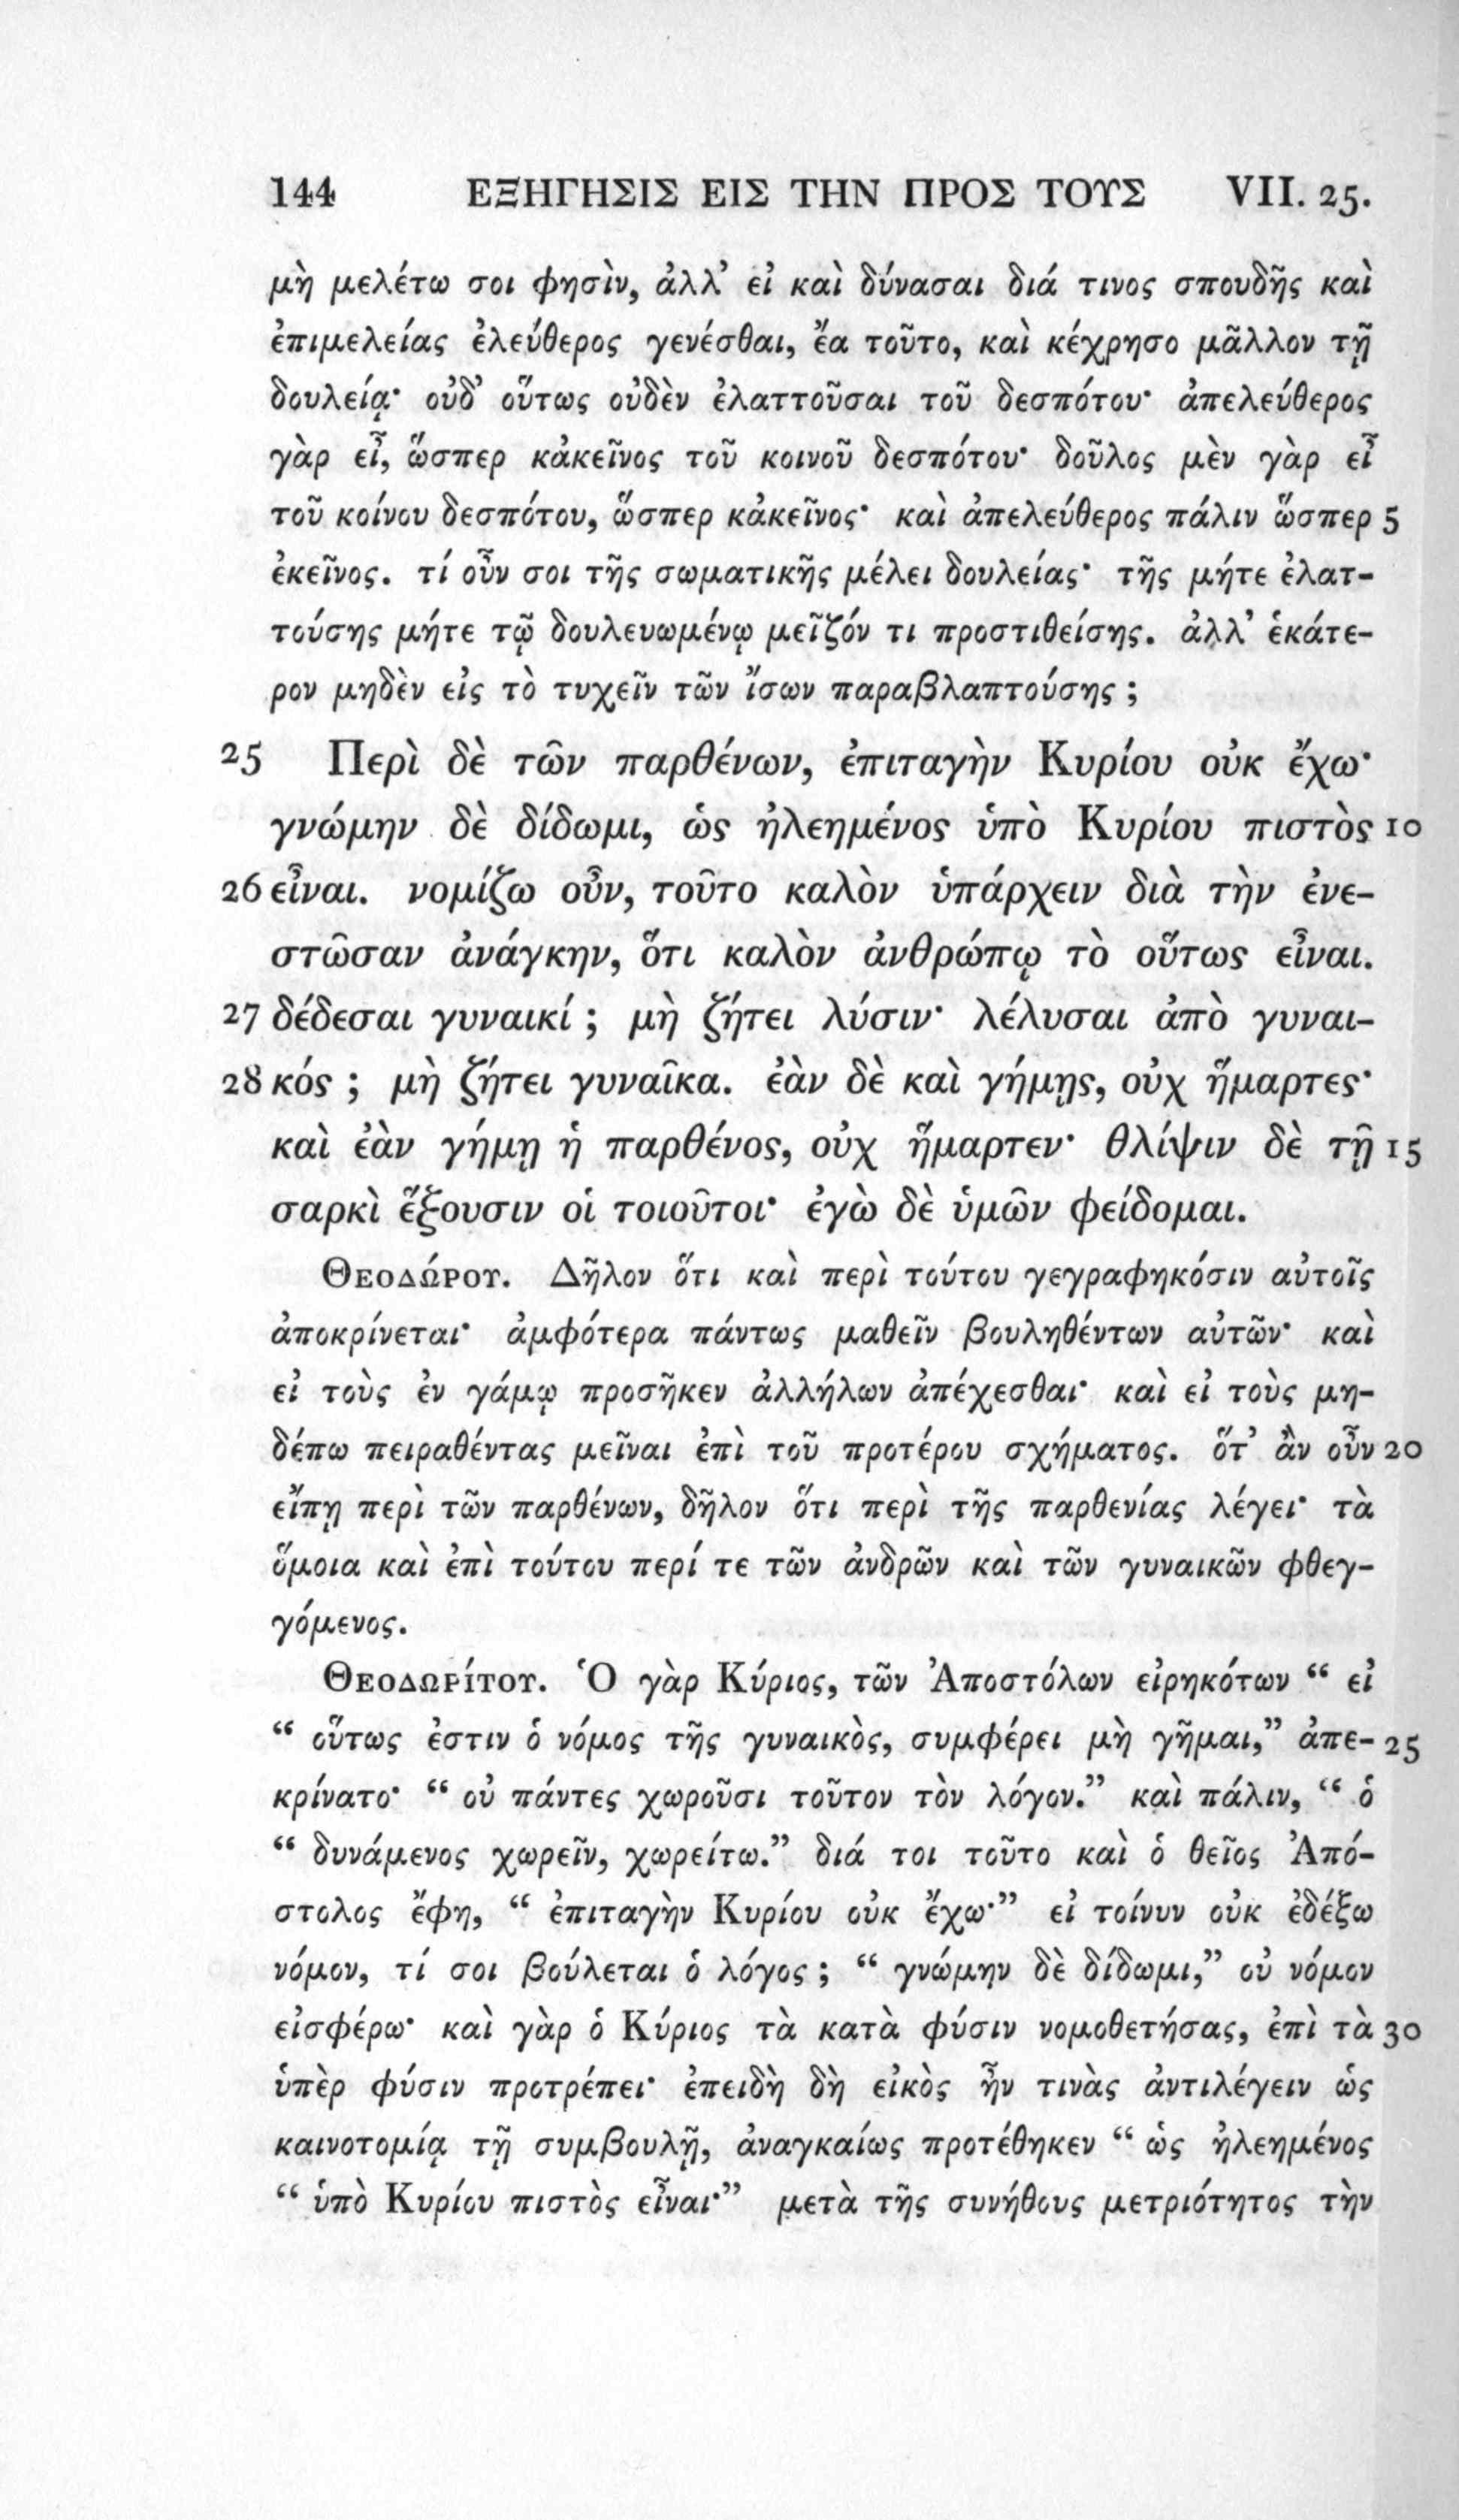 144 ΕΞΗΓΗΣΙΣ ΕΙΣ ΤΗΝ ΠΡΟΣ ΤΟΥΣ VII. 25.
μὴ μελέτω σοι φησὶν, ἀλλ’ εἰ καὶ δύνασαι διά τινος σπουδῆς καὶ
ἐπιμελείας ἐλεύθερος γενέσθαι, ἔα τοῦτο, καὶ κέχρησο μᾶλλον τῇ
δουλείᾳ· οὐδ’ οὕτως οὐδὲν ἐλαττοῦσαι τοῦ δεσπότου· ἀπελεύθερος
γὰρ εἶ, ὥσπερ κἀκεῖνος τοῦ κοινοῦ δεσπότου· δοῦλος μὲν γὰρ εἶ
τοῦ κοίνου δεσπότου, ὥσπερ κἀκεῖνος· καὶ ἀπελεύθερος πάλιν ὥσπερ 5
ἐκεῖνος. τί οὖν σοι τῆς σωματικῆς μέλει δουλείας· τῆς μήτε ἐλατ-
τούσης μήτε τῷ δουλευωμένῳ μεῖζόν τι προστιθείσης. ἀλλ’ ἑκάτε-
ρον μηδὲν εἰς τὸ τυχεῖν τῶν ἴσων παραβλαπτούσης ;
25 Περὶ δὲ τῶν παρθένων, ἐπιταγὴν Κυρίου οὐκ ἔχω·
γνώμην δὲ δίδωμι, ὡς ἠλεημένος ὑπὸ Κυρίου πιστὸς 10
26 εἶναι. νομίζω οὖν, τοῦτο καλὸν ὑπάρχειν διὰ τὴν ἐνε-
στῶσαν ἀνάγκην, ὅτι καλὸν ἀνθρώπῳ τὸ οὕτως εἶναι.
27 δέδεσαι γυναικί ; μὴ ζήτει λύσιν· λέλυσαι ἀπὸ γυναι-
28 κός ; μὴ ζήτει γυναῖκα. ἐὰν δὲ καὶ γήμῃς, οὐχ ἥμαρτες·
καὶ ἐὰν γήμῃ ἡ παρθένος, οὐχ ἥμαρτεν· θλίψιν δὲ τῇ 15
σαρκὶ ἕξουσιν οἱ τοιοῦτοι· ἐγὼ δὲ ὑμῶν φείδομαι.
Θεοδώρου. Δῆλον ὅτι καὶ περὶ τούτου γεγραφηκόσιν αὐτοῖς
ἀποκρίνεται· ἀμφότερα πάντως μαθεῖν βουληθέντων αὐτῶν· καὶ
εἰ τοὺς ἐν γάμῳ προσῆκεν ἀλλήλων ἀπέχεσθαι· καὶ εἰ τοὺς μη-
δέπω πειραθέντας μεῖναι ἐπὶ τοῦ προτέρου σχήματος. ὅτ’ ἂν οὖν 20
εἴπῃ περὶ τῶν παρθένων, δῆλον ὅτι περὶ τῆς παρθενίας λέγει· τὰ
ὅμοια καὶ ἐπὶ τούτου περί τε τῶν ἀνδρῶν καὶ τῶν γυναικῶν φθεγ-
γόμενος.
Θεοδωρίτου. Ὁ γὰρ Κύριος, τῶν Ἀποστόλων εἰρηκότων “ εἰ
“ οὕτως ἐστιν ὁ νόμος τῆς γυναικὸς, συμφέρει μὴ γῆμαι,” ἀπε- 25
κρίνατο· “ οὐ πάντες χωροῦσι τοῦτον τὸν λόγον.” καὶ πάλιν, “ ὁ
“ δυνάμενος χωρεῖν, χωρείτω.” διά τοι τοῦτο καὶ ὁ θεῖος Ἀπό-
στολος ἔφη, “ ἐπιταγὴν Κυρίου οὐκ ἔχω·” εἰ τοίνυν οὐκ ἐδέξω
νόμον, τί σοι βούλεται ὁ λόγος ; “ γνώμην δὲ δίδωμι,” οὐ νόμον
εἰσφέρω· καὶ γὰρ ὁ Κύριος τὰ κατὰ φύσιν νομοθετήσας, ἐπὶ τὰ 30
ὑπὲρ φύσιν προτρέπει· ἐπειδὴ δὴ εἰκὸς ἦν τινὰς ἀντιλέγειν ὡς
καινοτομίᾳ τῇ συμβουλῇ, ἀναγκαίως προτέθηκεν “ ὡς ἠλεημένος
“ ὑπὸ Κυρίου πιστὸς εἶναι·” μετὰ τῆς συνήθους μετριότητος τὴν